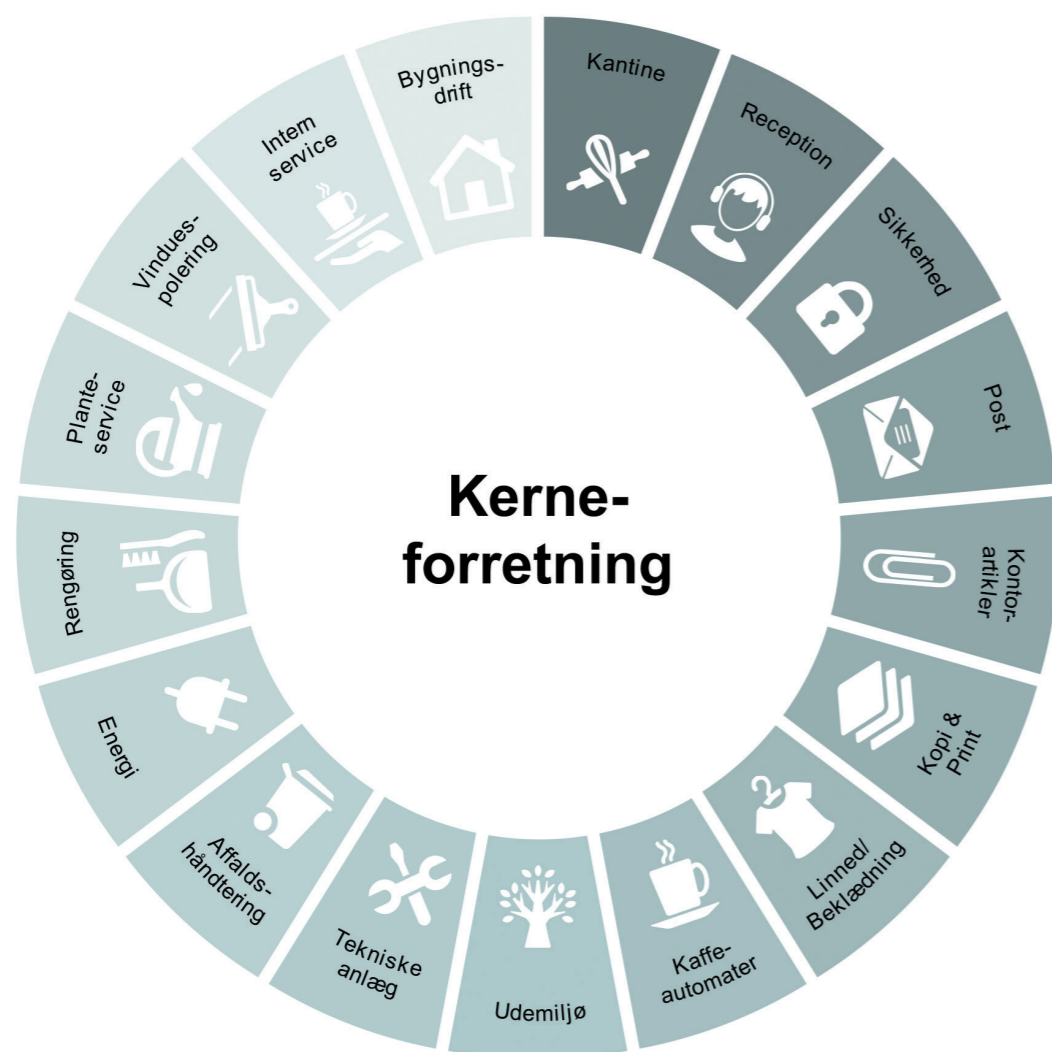 Kantine
Reception
Sikkerhed
Post
Kontor-
artikler
Kopi &
Print
Linned/
Beklædning
Kaffe-
automater
Udemiljø
Tekniske
anlæg
Affalds-
håndtering
Energi
Rengøring
Plante-
service
Vindues-
polering
Intern
service
Bygnings-
drift
Kerne-
forretning